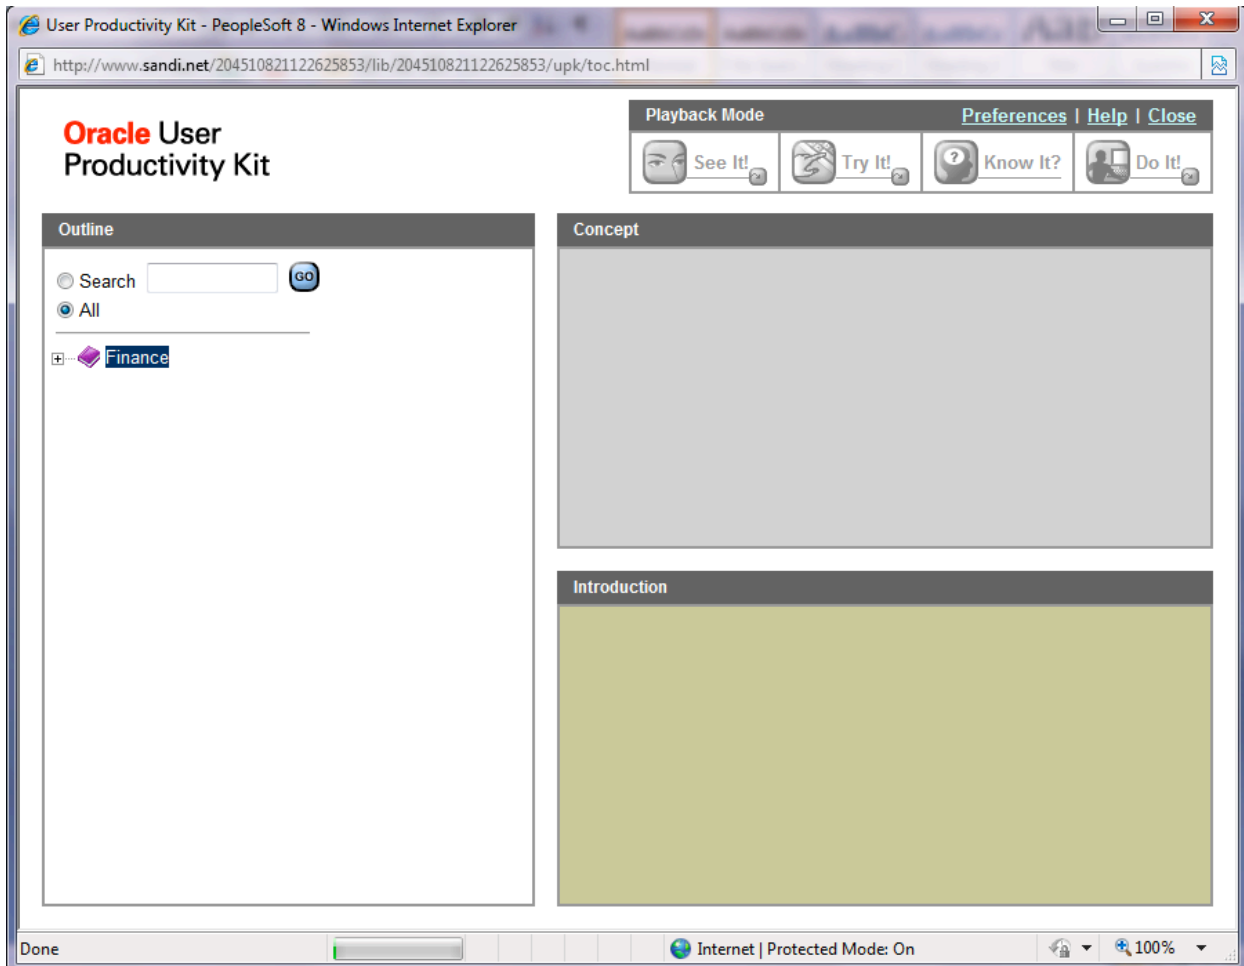 User Productivity Kit - PeopleSoft 8 - Windows Internet Explorer
http://www.sandi.net/204510821122625853/lib/204510821122625853/upk/toc.html
Oracle User
Productivity Kit
Playback Mode
Preferences | Help | Close
See It!
Try It!
Know It?
Do It!
Outline
Search
GO
All
Finance
Concept
Introduction
Done
Internet | Protected Mode: On
100%